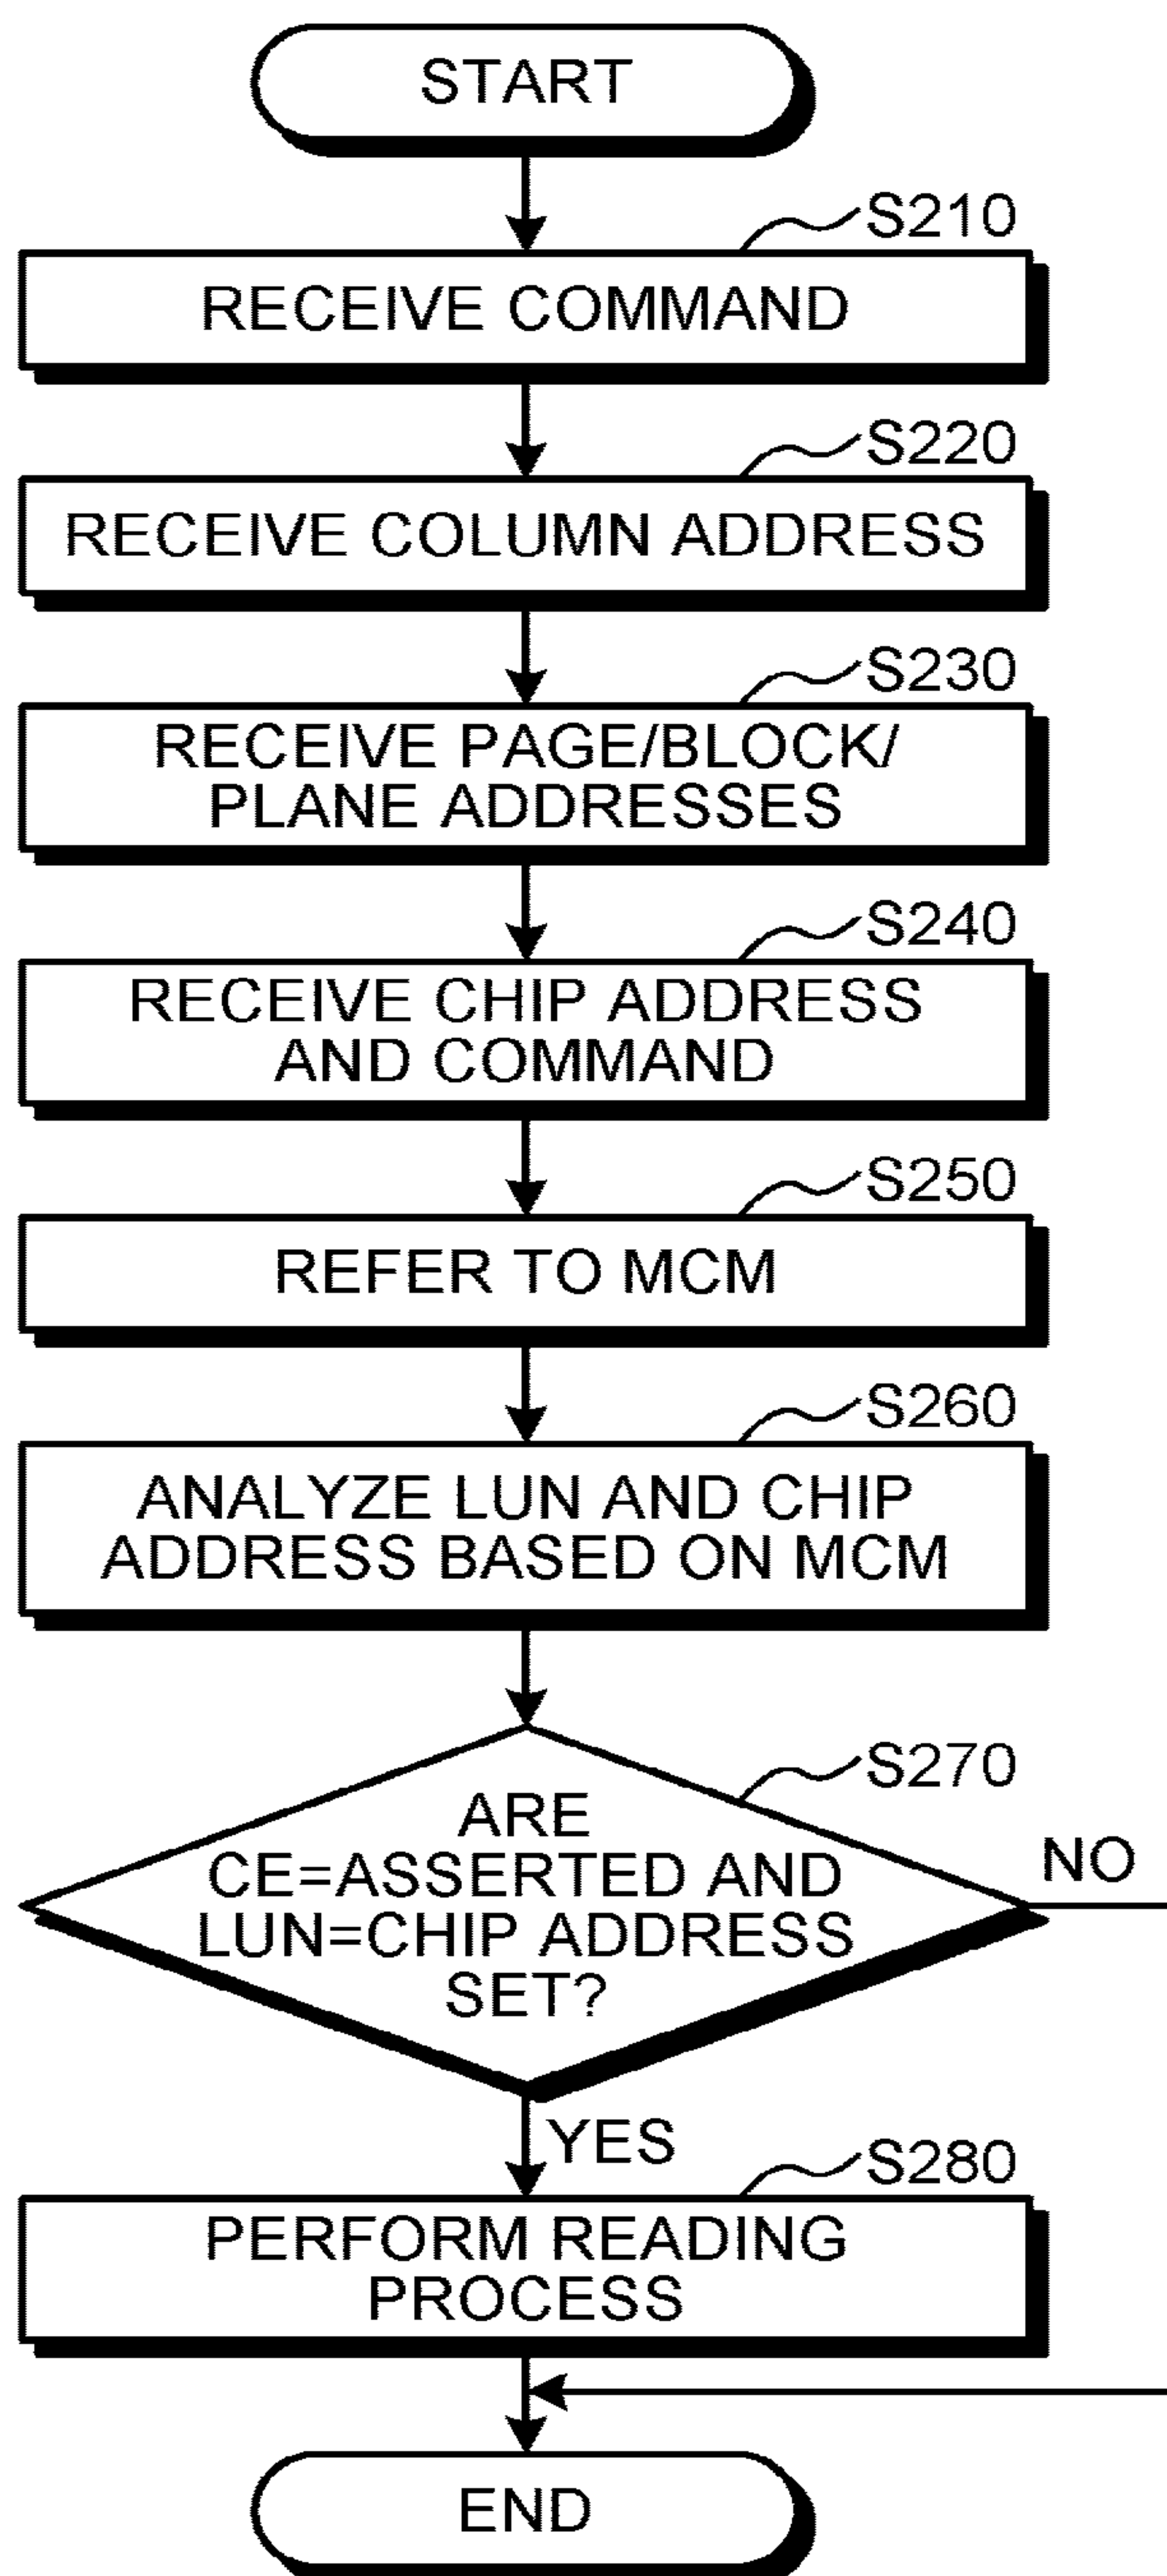 START
S210
RECEIVE COMMAND
S220
RECEIVE COLUMN ADDRESS
S230
RECEIVE PAGE/BLOCK/
PLANE ADDRESSES
S240
RECEIVE CHIP ADDRESS
AND COMMAND
S250
REFER TO MCM
S260
ANALYZE LUN AND CHIP
ADDRESS BASED ON MCM
S270
ARE
CE=ASSERTED AND
LUN=CHIP ADDRESS
SET?
NO
YES
S280
PERFORM READING
PROCESS
END